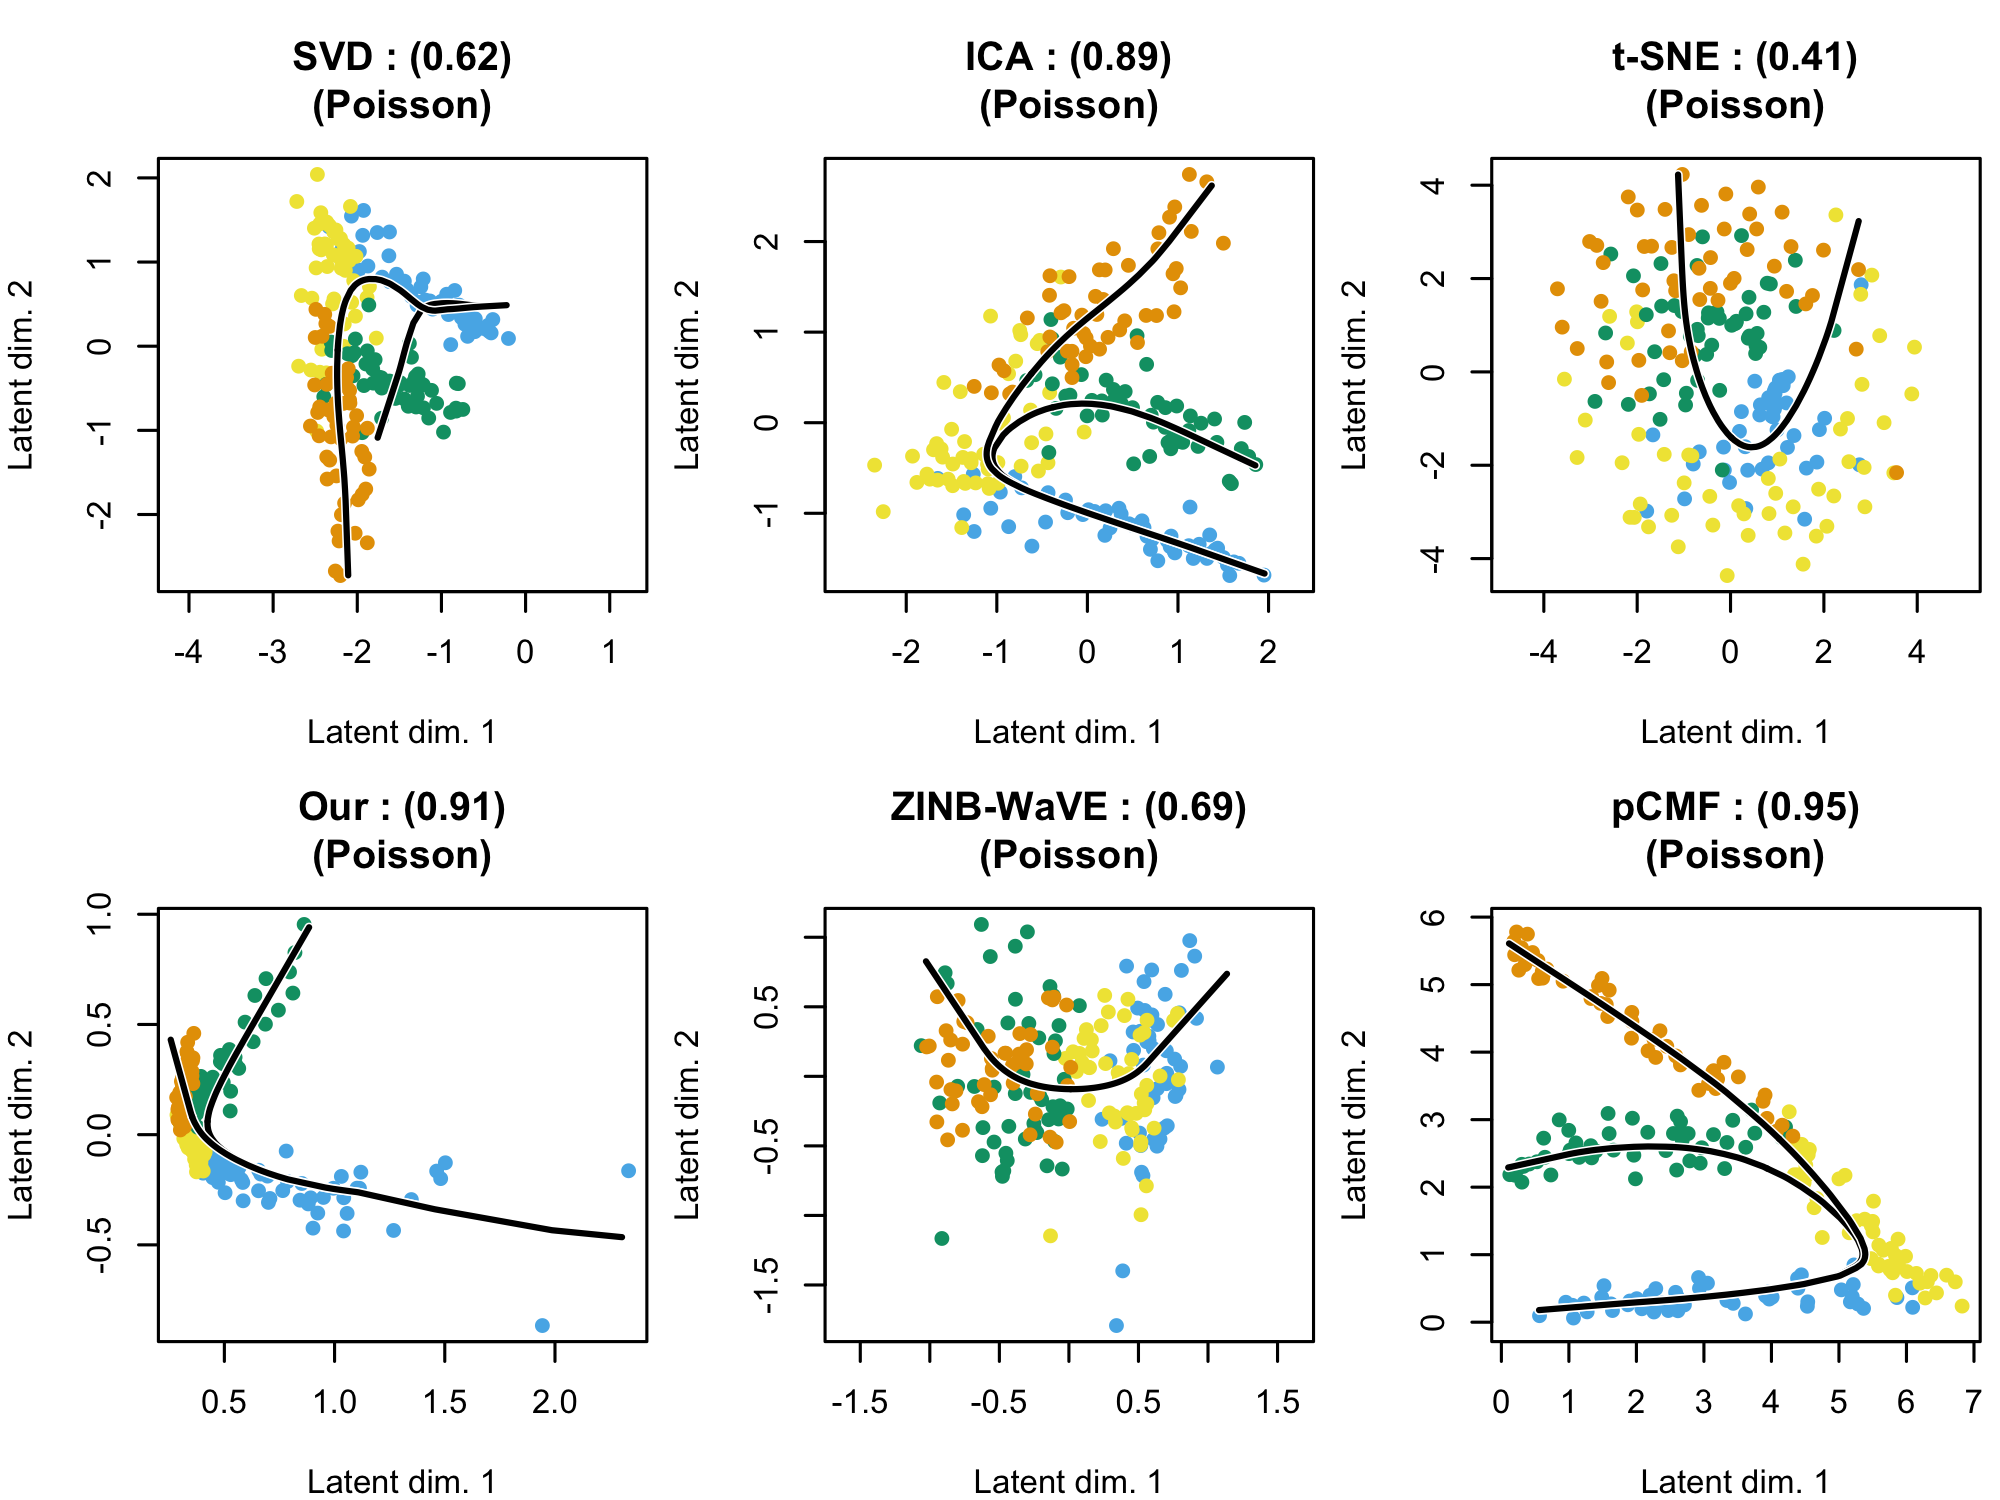 SVD : (0.62)
(Poisson)
2
1
0
-1
-2
Latent dim. 2
-4 -3 -2 -1 0 1
Latent dim. 1
ICA : (0.89)
(Poisson)
2
1
0
-1
Latent dim. 2
-2 -1 0 1 2
Latent dim. 1
t-SNE : (0.41)
(Poisson)
4
2
0
-2
-4
Latent dim. 2
-4 -2 0 2 4
Latent dim. 1
Our : (0.91)
(Poisson)
1.0
0.5
0.0
-0.5
Latent dim. 2
0.5 1.0 1.5 2.0
Latent dim. 1
ZINB-WaVE : (0.69)
(Poisson)
0.5
-0.5
-1.5
Latent dim. 2
-1.5 -0.5 0.5 1.5
Latent dim. 1
pCMF : (0.95)
(Poisson)
6
5
4
3
2
1
0
Latent dim. 2
0 1 2 3 4 5 6 7
Latent dim. 1